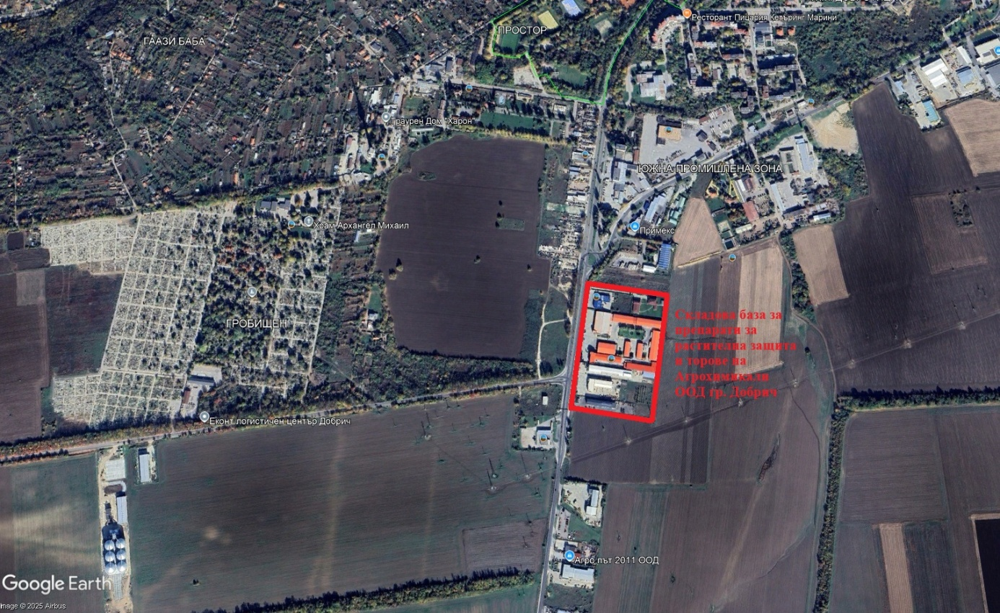 Ресторант Пицария Кетъринг Марини
ПРОСТОР
ГААЗИ БАБА
Траурен Дом "Харон"
ЮЖНА ПРОМИШЛЕНА ЗОНА
Храм Архангел Михаил
Примекс
ГРОБИЩЕН
Складова база за
препарати за
растителна защита
и торове на
Агрохимикали
ООД гр. Добрич
Еконт логистичен център Добрич
Агро път 2011 ООД
Google Earth
Image © 2025 Airbus